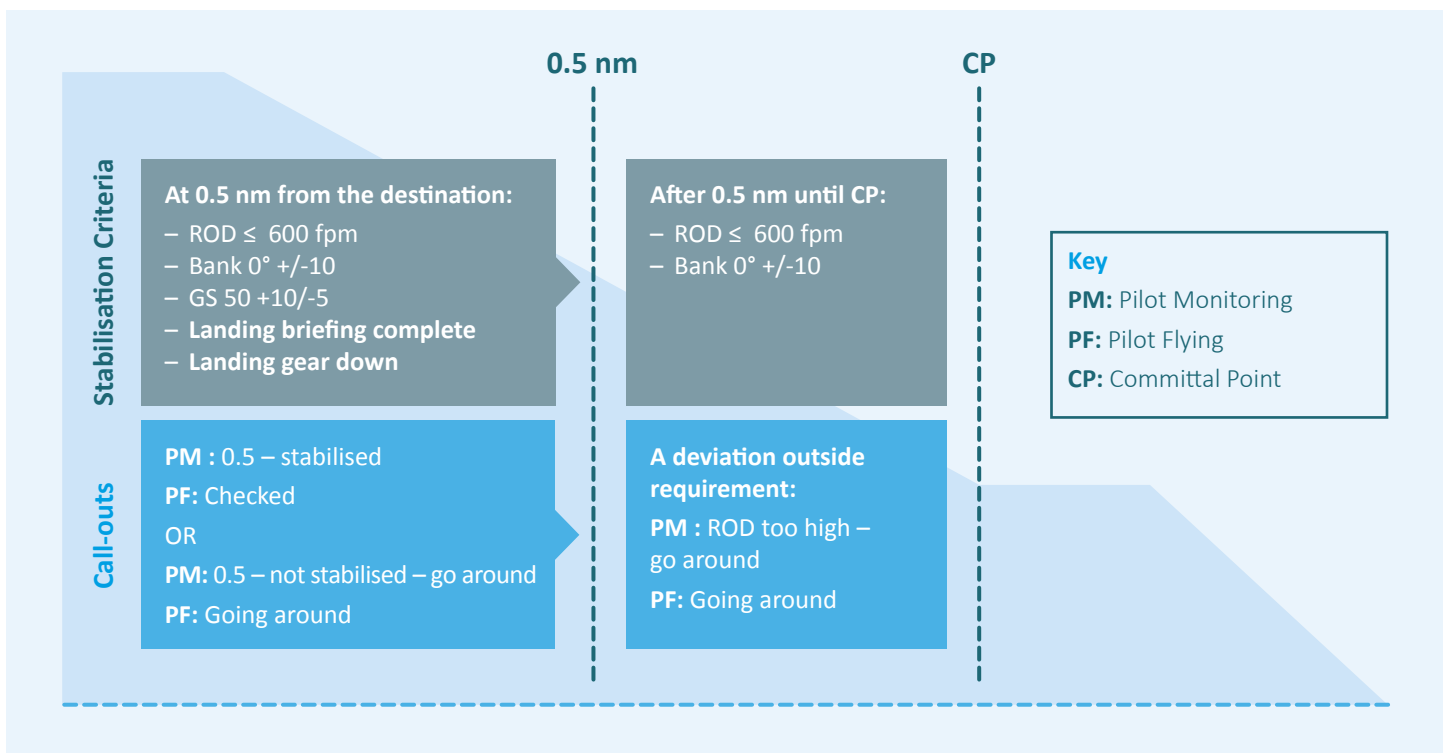 0.5 nm
CP
Stabilisation Criteria
At 0.5 nm from the destination:
– ROD ≤ 600 fpm
– Bank 0° +/-10
– GS 50 +10/-5
– Landing briefing complete
– Landing gear down
After 0.5 nm until CP:
– ROD ≤ 600 fpm
– Bank 0° +/-10
Key
PM: Pilot Monitoring
PF: Pilot Flying
CP: Committal Point
Call-outs
PM : 0.5 – stabilised
PF: Checked
OR
PM: 0.5 – not stabilised – go around
PF: Going around
A deviation outside
requirement:
PM : ROD too high –
go around
PF: Going around